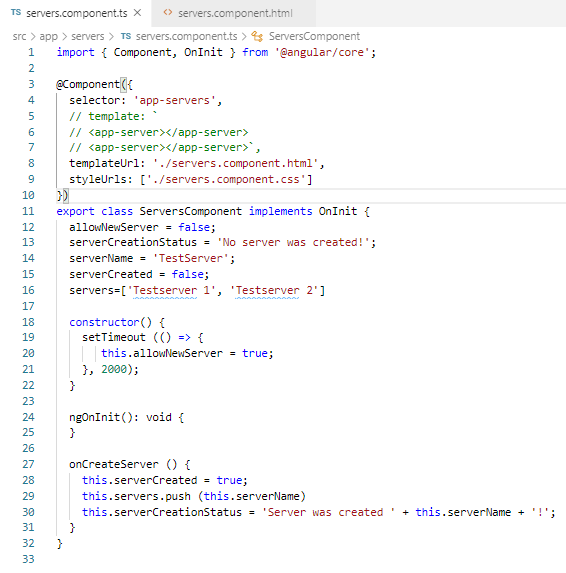 TS servers.component.ts × <> servers.component.html
src > app > servers > TS servers.component.ts > ServersComponent
1 import { Component, OnInit } from '@angular/core';
2
3 @Component({
4   selector: 'app-servers',
5   // template: `
6   // <app-server></app-server>
7   // <app-server></app-server>`,
8   templateUrl: './servers.component.html',
9   styleUrls: ['./servers.component.css']
10 })
11 export class ServersComponent implements OnInit {
12   allowNewServer = false;
13   serverCreationStatus = 'No server was created!';
14   serverName = 'TestServer';
15   serverCreated = false;
16   servers=['Testserver 1', 'Testserver 2']
17
18   constructor() {
19     setTimeout (() => {
20       this.allowNewServer = true;
21     }, 2000);
22   }
23
24   ngOnInit(): void {
25   }
26
27   onCreateServer () {
28     this.serverCreated = true;
29     this.servers.push (this.serverName)
30     this.serverCreationStatus = 'Server was created ' + this.serverName + '!';
31   }
32 }
33